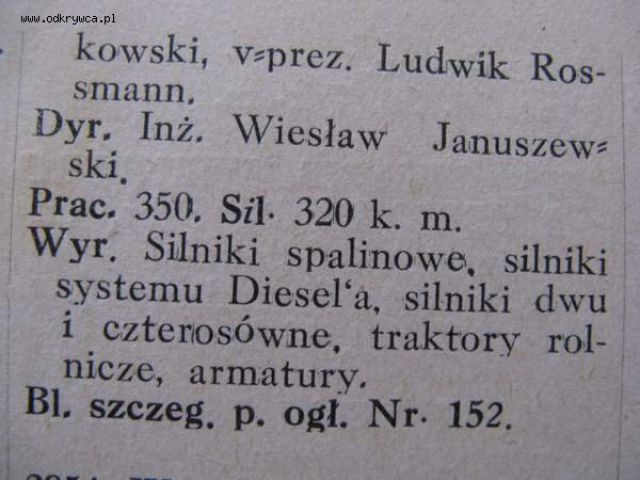 www.odkrywca.pl
kowski, v=prez. Ludwik Ros-
smann.
Dyr. Inż. Wiesław Januszew=
ski.
Prac. 350. Sil. 320 k. m.
Wyr. Silniki spalinowe, silniki
systemu Diesel‘a, silniki dwu
i czterosówne, traktory rol-
nicze, armatury.
Bl. szczeg. p. ogł. Nr. 152.